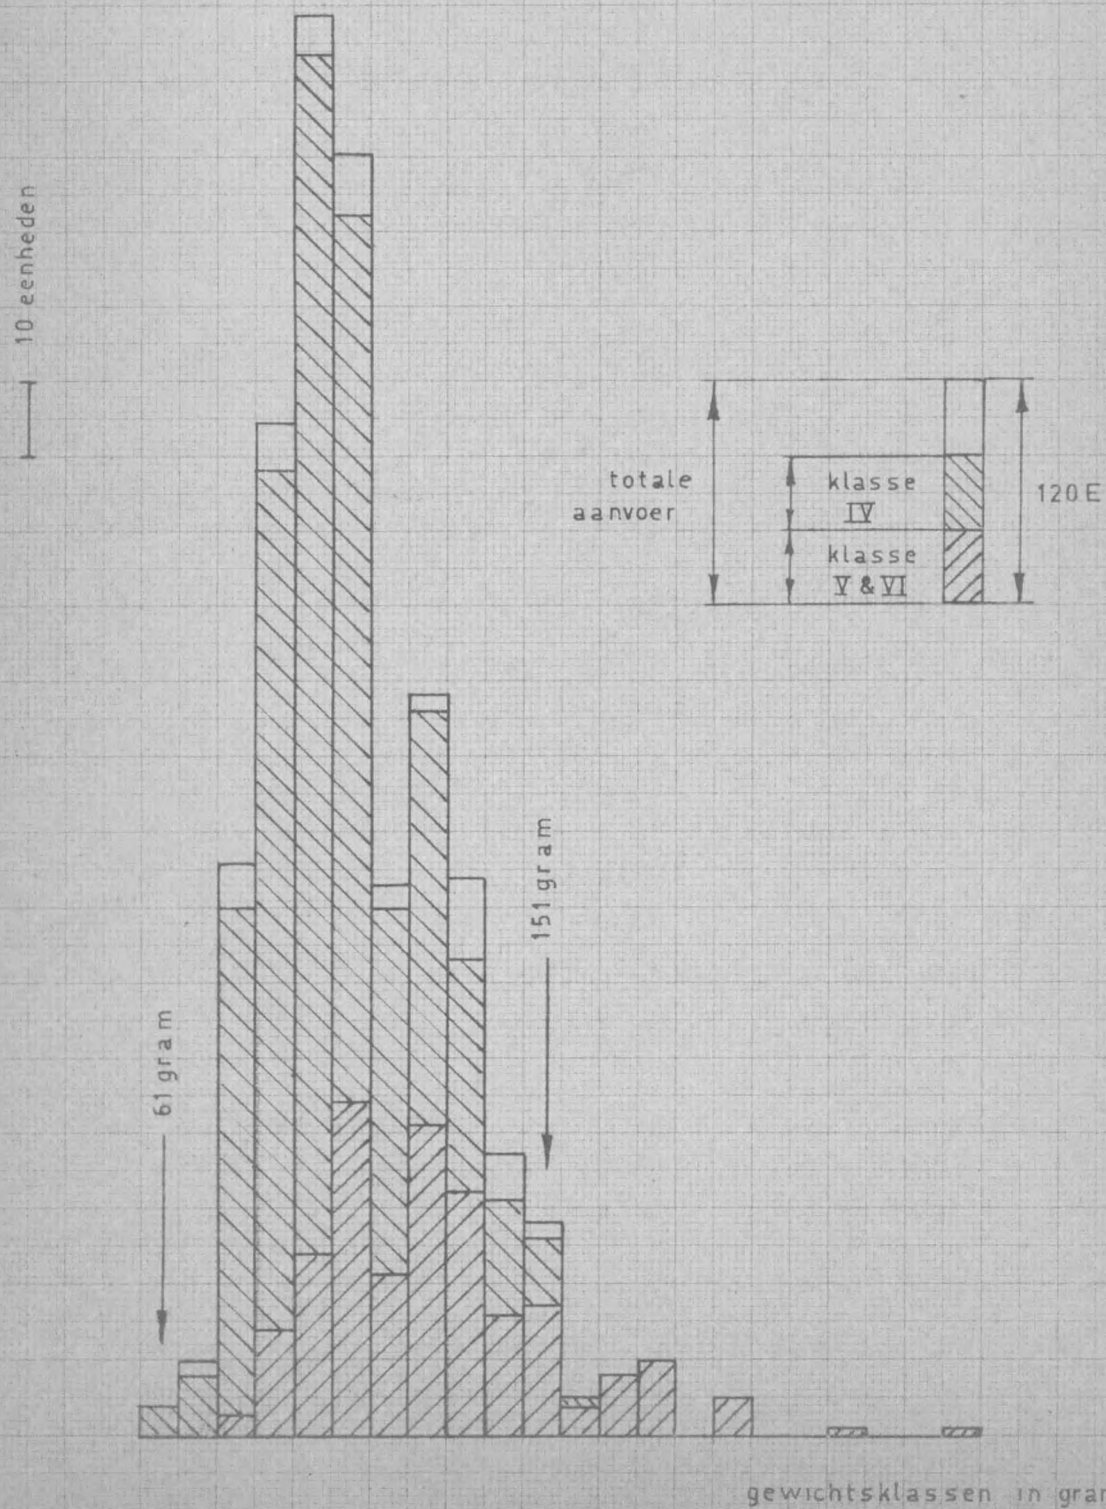 10 eenheden
totale
aanvoer
klasse
IV
klasse
V & VI
120 E
151 gram
61 gram
gewichtsklassen in gram